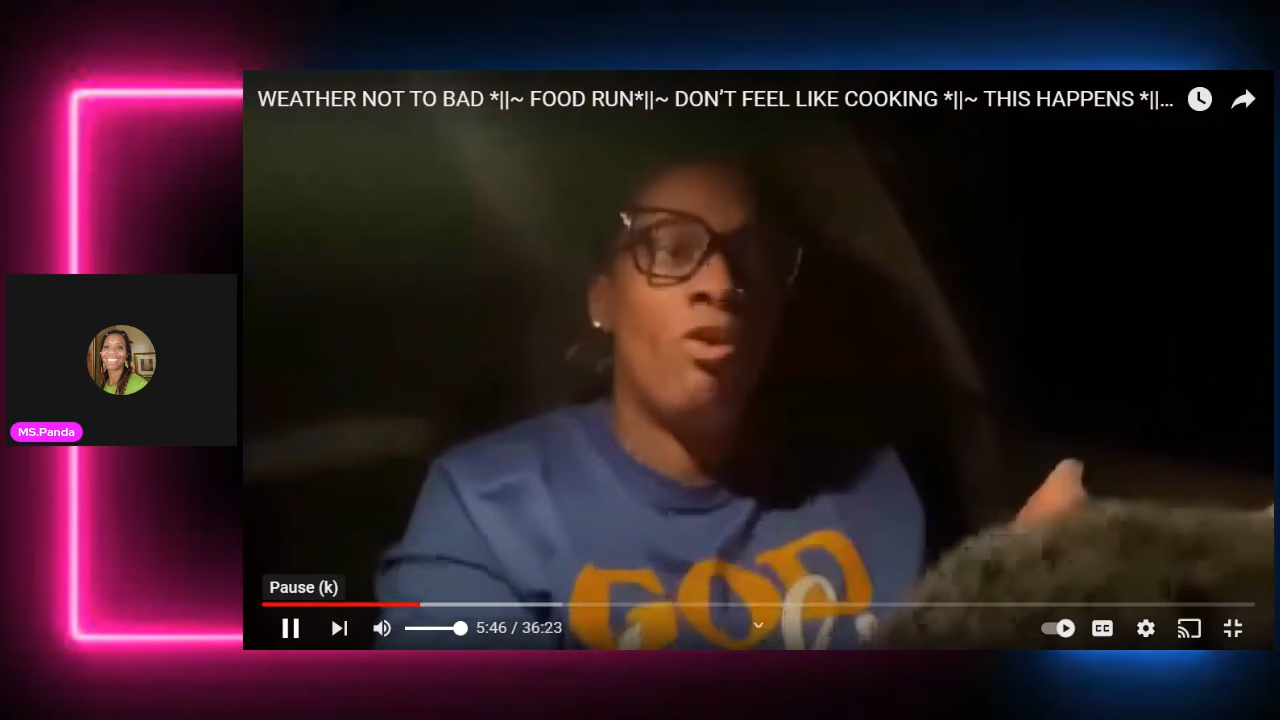 WEATHER NOT TO BAD *||~ FOOD RUN*||~ DON’T FEEL LIKE COOKING *||~ THIS HAPPENS *||...
MS.Panda
GOD
Pause (k)
5:46 / 36:23
CC